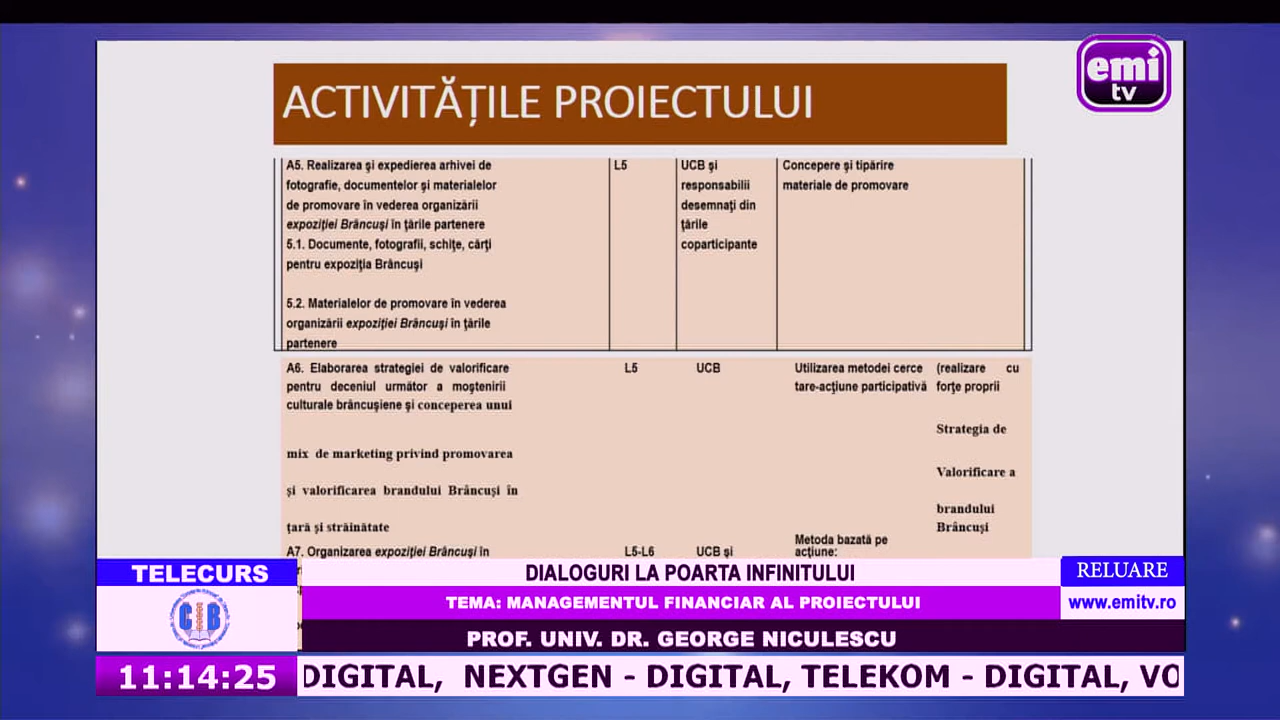 emi
tv
ACTIVITĂȚILE PROIECTULUI
A5. Realizarea şi expedierea arhivei de
fotografie, documentelor şi materialelor
de promovare în vederea organizării
expoziţiei Brâncuşi în ţările partenere
5.1. Documente, fotografii, schiţe, cărţi
pentru expoziţia Brâncuşi
5.2. Materialelor de promovare în vederea
organizării expoziţiei Brâncuşi în ţările
partenere
L5
UCB şi
responsabilii
desemnaţi din
ţările
coparticipante
Concepere şi tipărire
materiale de promovare
A6. Elaborarea strategiei de valorificare
pentru deceniul următor a moştenirii
culturale brâncuşiene şi conceperea unui
mix de marketing privind promovarea
şi valorificarea brandului Brâncuşi în
ţară şi străinătate
L5
UCB
Utilizarea metodei cerce
tare-acţiune participativă
(realizare cu
forţe proprii
Strategia de
Valorificare a
brandului
Brâncuşi
A7. Organizarea expoziţiei Brâncuşi în
L5-L6
UCB şi
Metoda bazată pe
acţiune:
TELECURS
CB
DIALOGURI LA POARTA INFINITULUI
TEMA: MANAGEMENTUL FINANCIAR AL PROIECTULUI
PROF. UNIV. DR. GEORGE NICULESCU
RELUARE
www.emitv.ro
11:14:25
DIGITAL, NEXTGEN - DIGITAL, TELEKOM - DIGITAL, VO